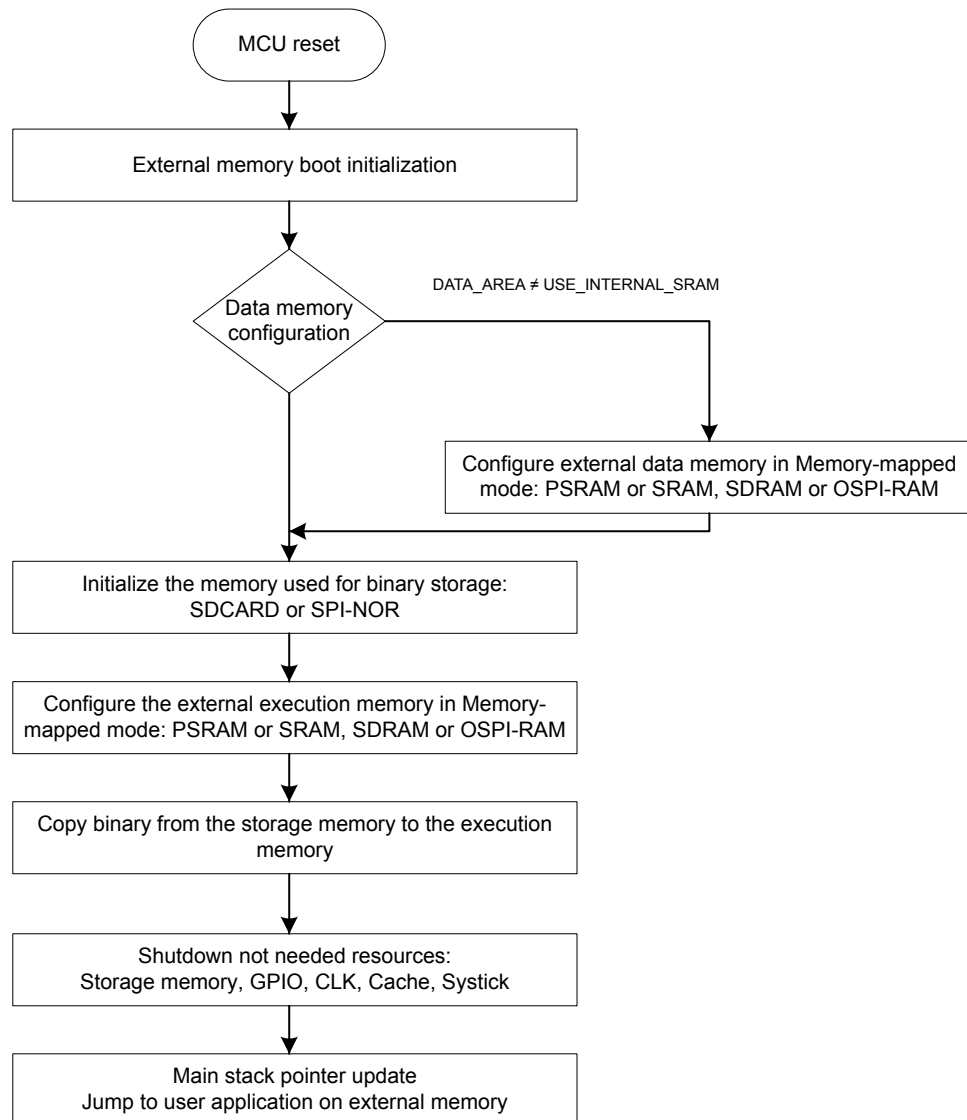 MCU reset
External memory boot initialization
DATA_AREA ≠ USE_INTERNAL_SRAM
Data memory
configuration
Configure external data memory in Memory-mapped
mode: PSRAM or SRAM, SDRAM or OSPI-RAM
Initialize the memory used for binary storage:
SDCARD or SPI-NOR
Configure the external execution memory in Memory-
mapped mode: PSRAM or SRAM, SDRAM or OSPI-RAM
Copy binary from the storage memory to the execution
memory
Shutdown not needed resources:
Storage memory, GPIO, CLK, Cache, Systick
Main stack pointer update
Jump to user application on external memory